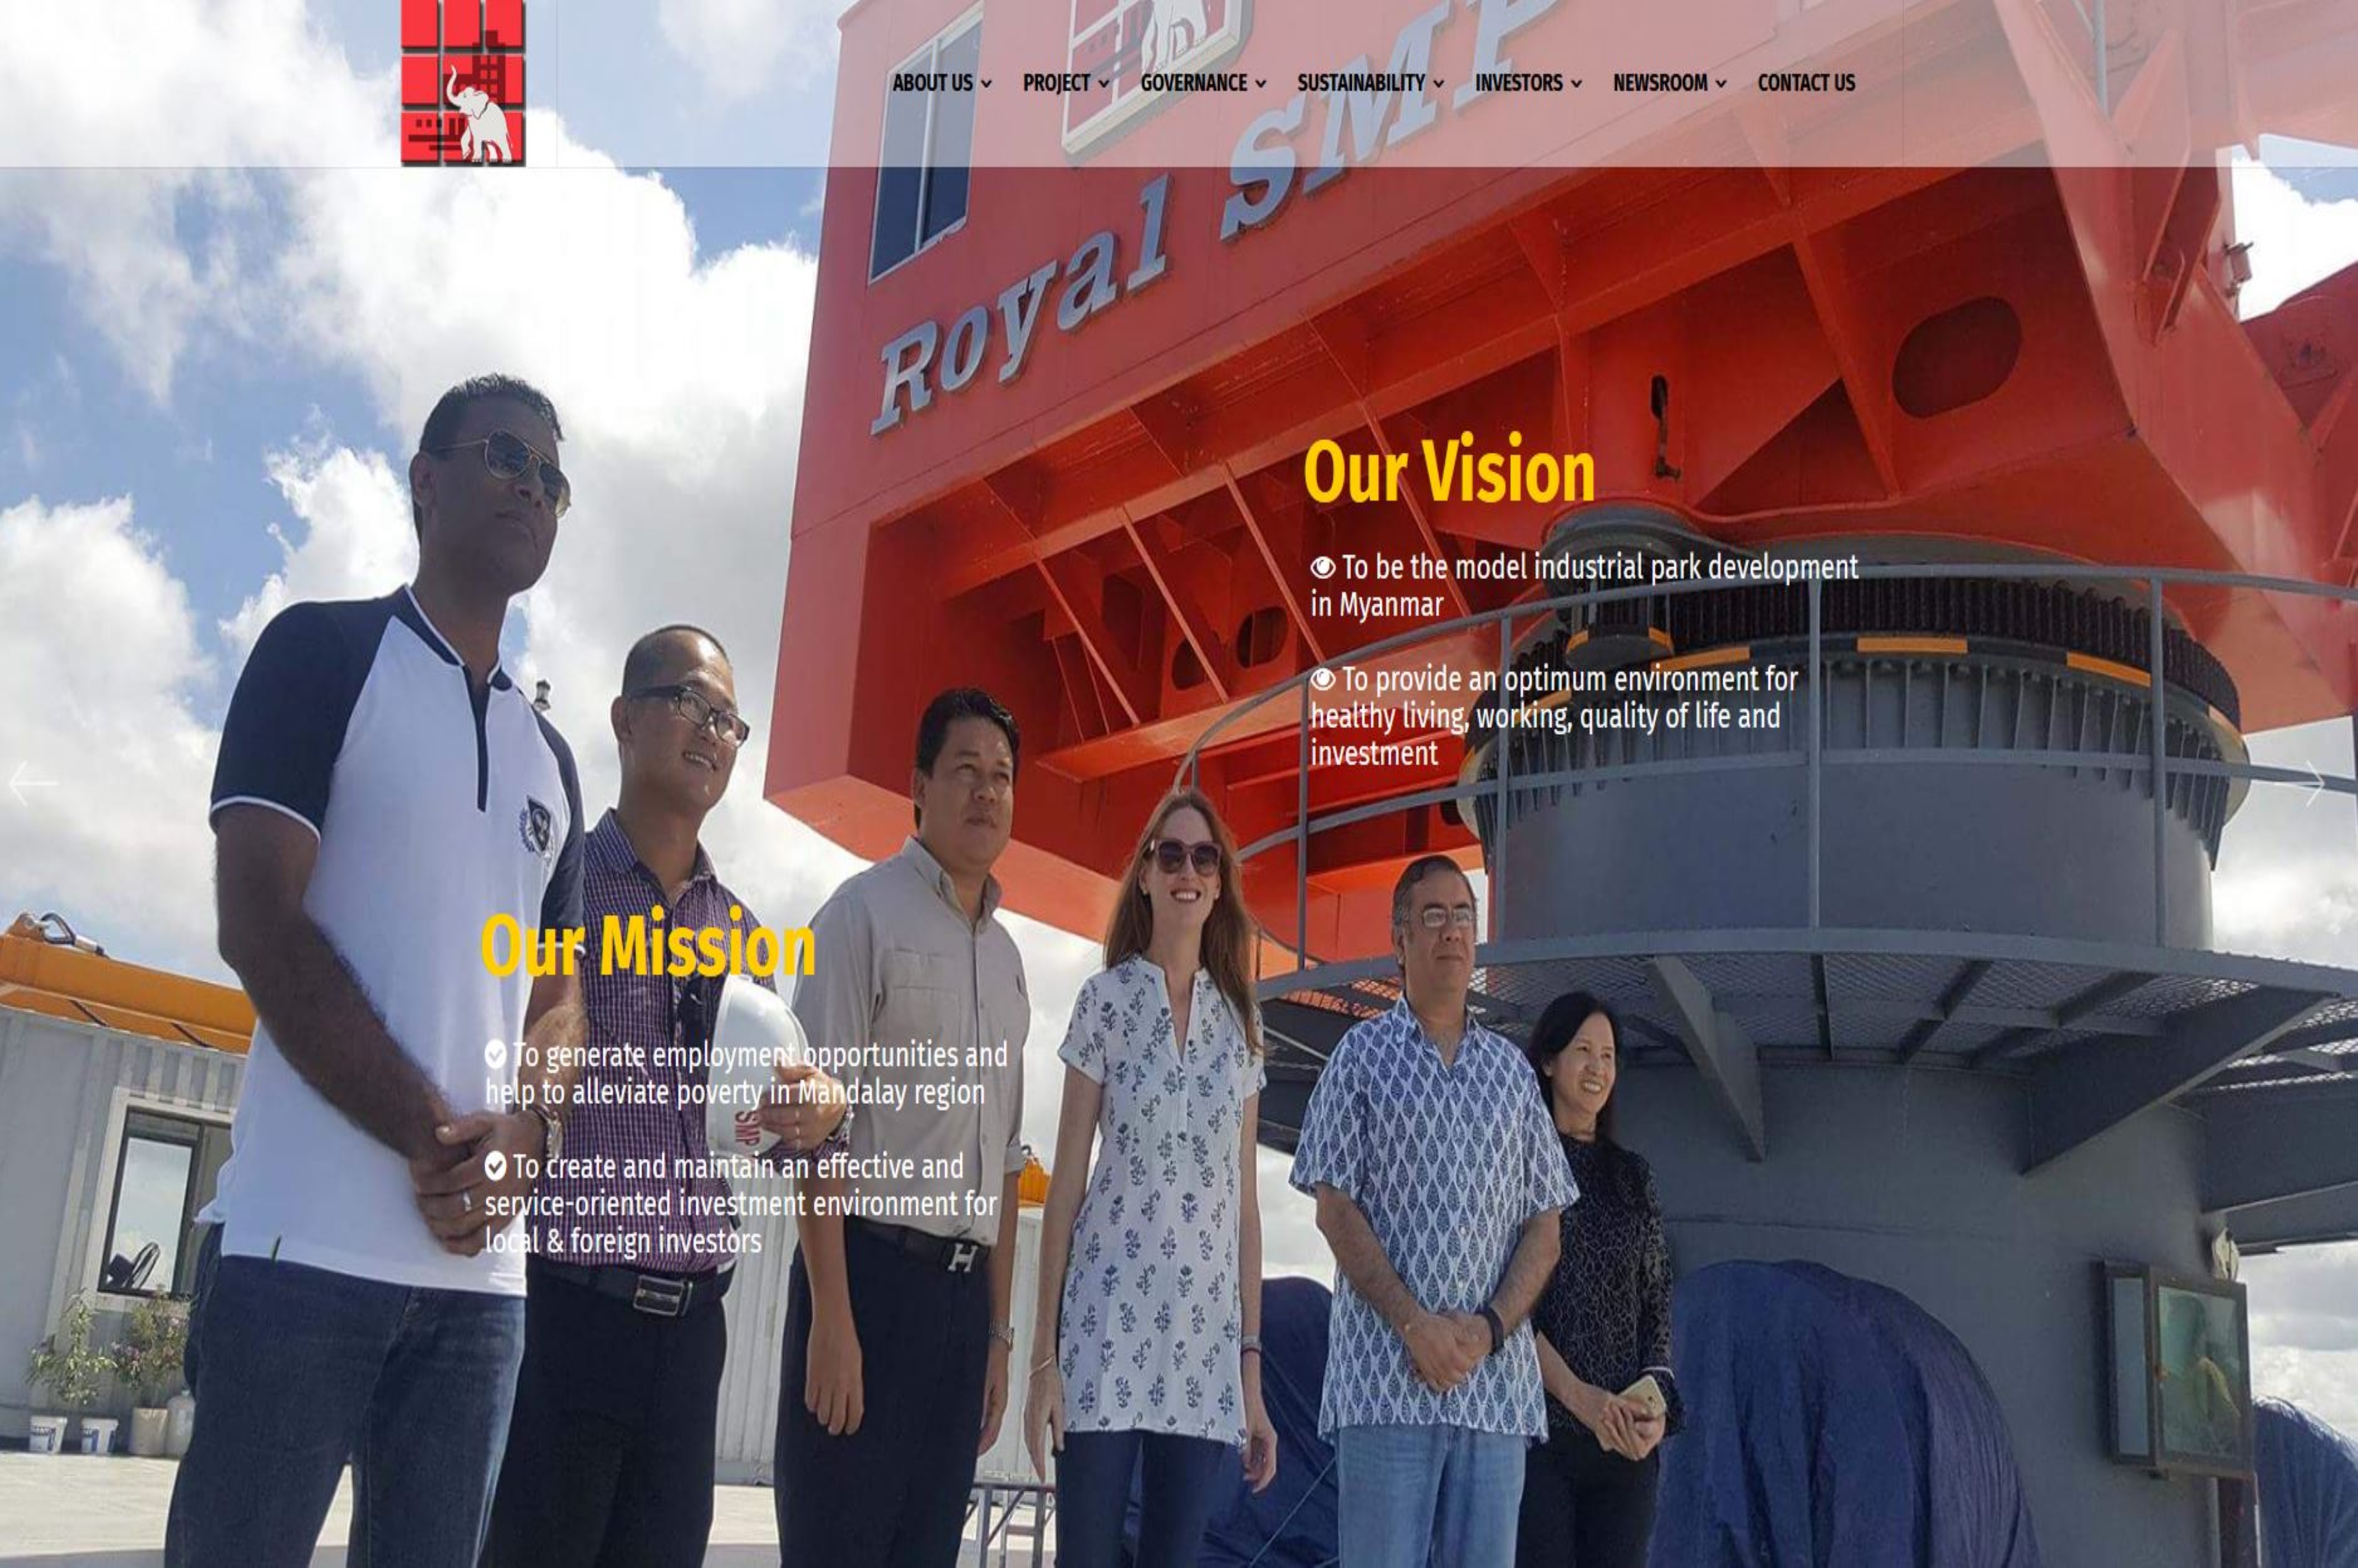 ABOUT US
PROJECT
GOVERNANCE
SUSTAINABILITY
INVESTORS
NEWSROOM
CONTACT US
Royal SMP
Our Vision
To be the model industrial park development
in Myanmar
To provide an optimum environment for
healthy living, working, quality of life and
investment
Our Mission
To generate employment opportunities and
help to alleviate poverty in Mandalay region
To create and maintain an effective and
service-oriented investment environment for
local & foreign investors
SMP